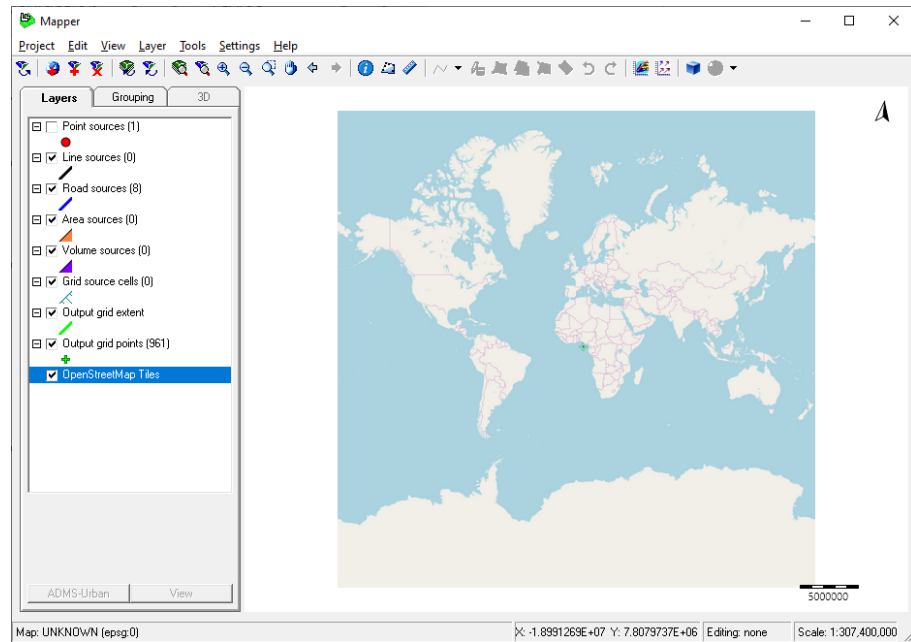 Mapper
Project Edit View Layer Tools Settings Help
Layers Grouping 3D
Point sources (1)
Line sources (0)
Road sources (8)
Area sources (0)
Volume sources (0)
Grid source cells (0)
Output grid extent
Output grid points (961)
OpenStreetMap Tiles
5000000
ADMS-Urban View
Map: UNKNOWN (epsg:0) X: -1.8991269E+07 Y: 7.8079737E+06 Editing: none Scale: 1:307,400,000